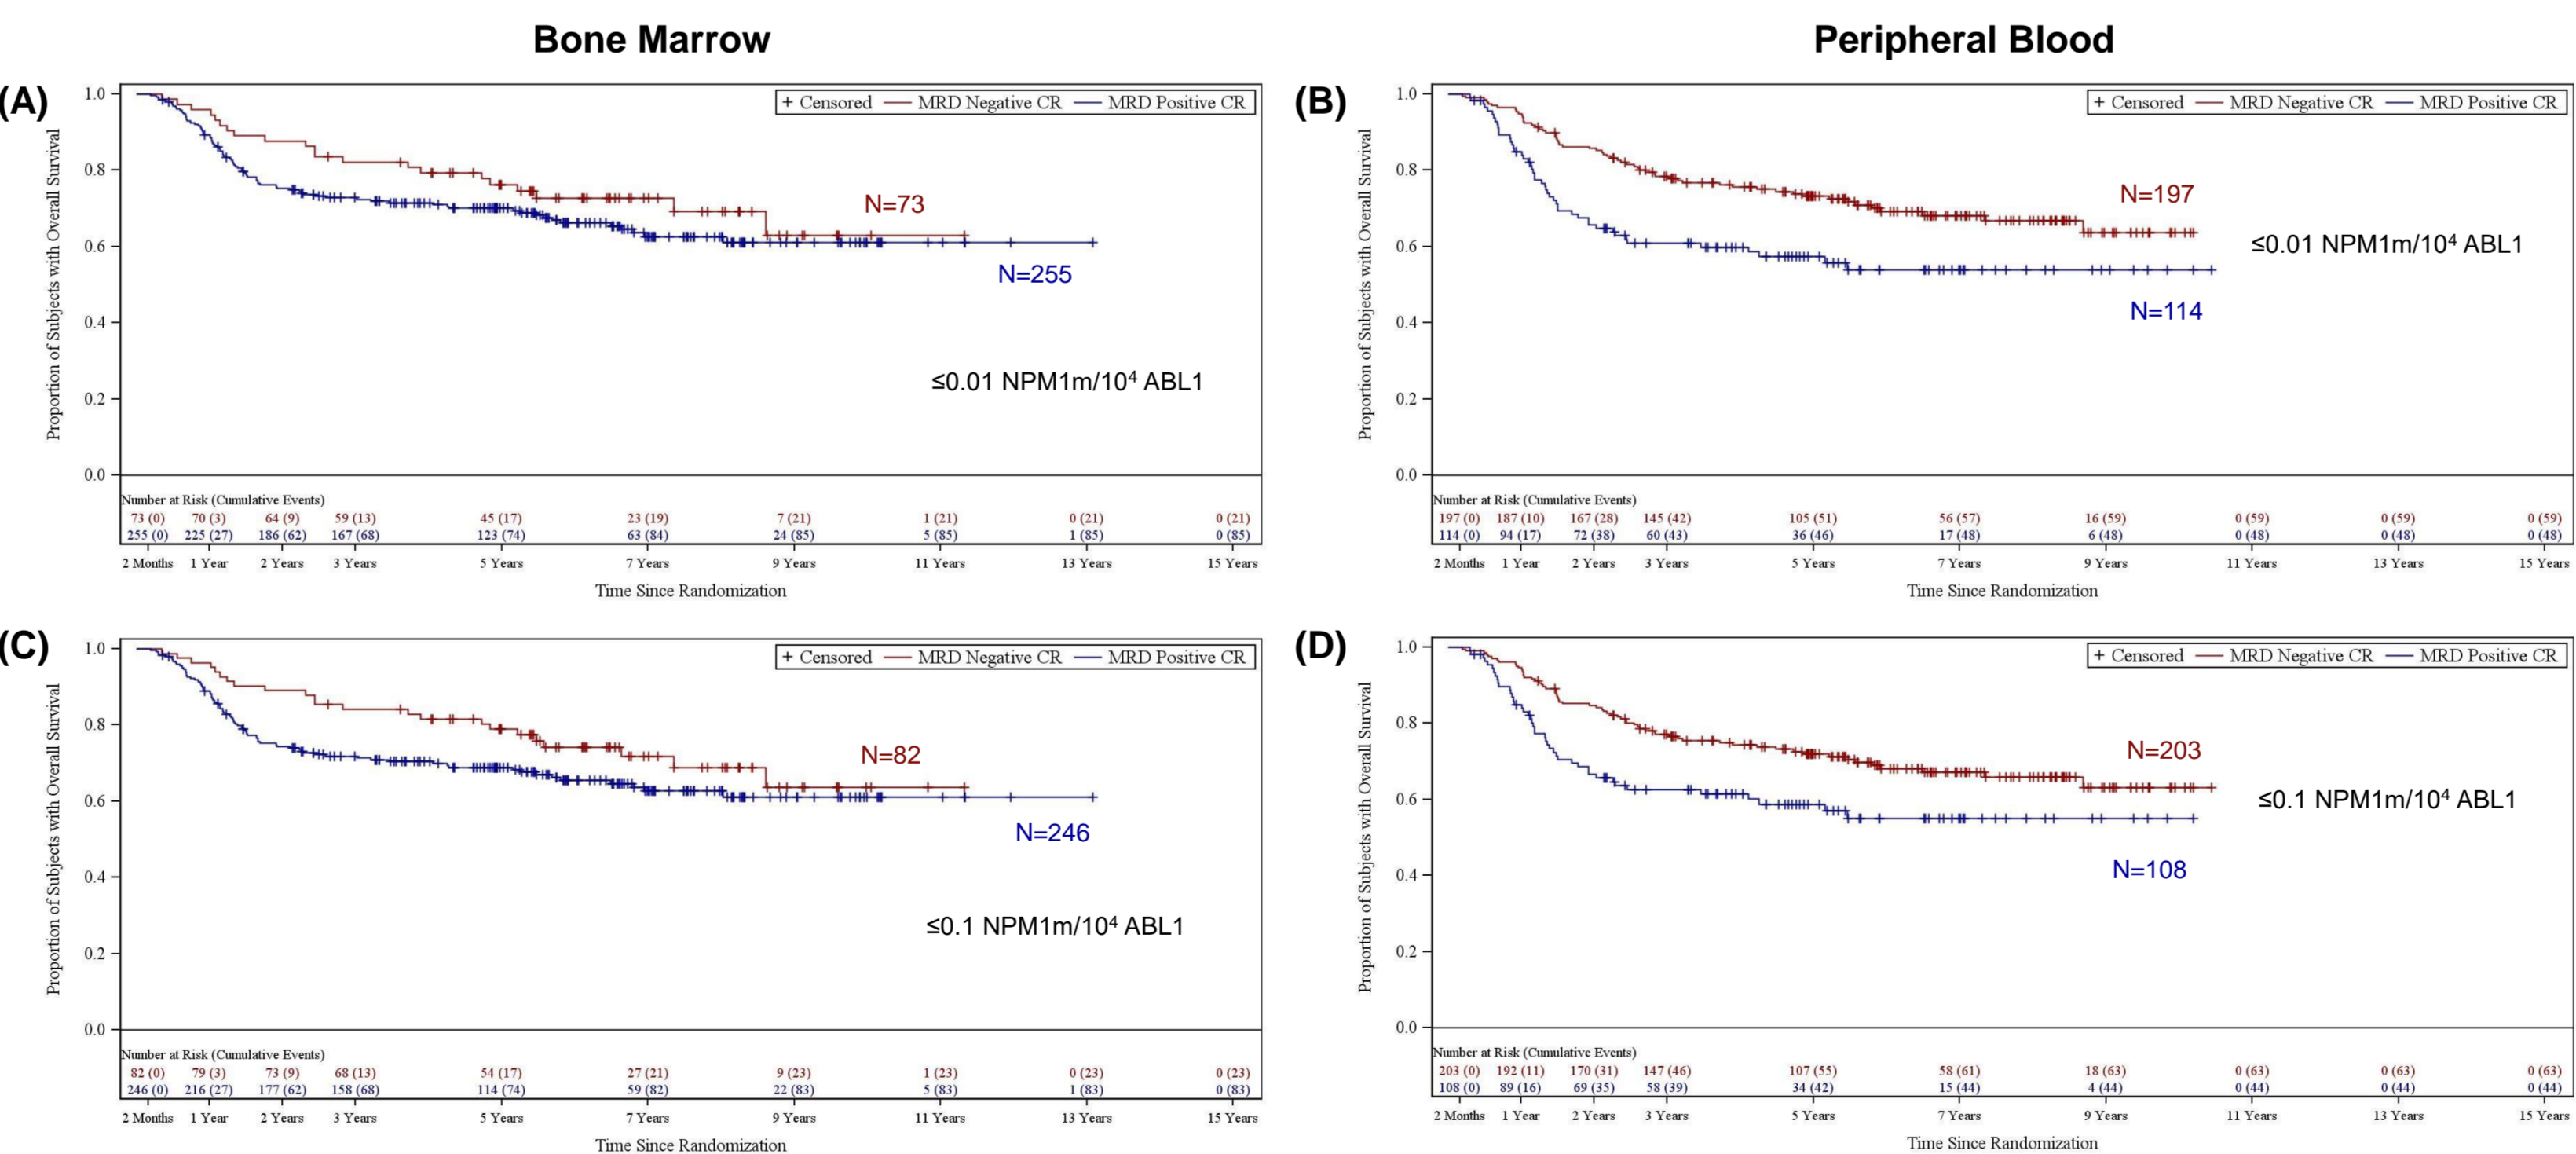 Bone Marrow
Peripheral Blood
(A)
Proportion of Subjects with Overall Survival
1.0
0.8
0.6
0.4
0.2
0.0
+ Censored — MRD Negative CR — MRD Positive CR
N=73
N=255
≤0.01 NPM1m/10⁴ ABL1
Number at Risk (Cumulative Events)
73 (0) 70 (3) 64 (9) 59 (13) 45 (17) 23 (19) 7 (21) 1 (21) 0 (21) 0 (21)
255 (0) 225 (27) 186 (62) 167 (68) 123 (74) 63 (84) 24 (85) 5 (85) 1 (85) 0 (85)
2 Months 1 Year 2 Years 3 Years 5 Years 7 Years 9 Years 11 Years 13 Years 15 Years
Time Since Randomization
(B)
Proportion of Subjects with Overall Survival
1.0
0.8
0.6
0.4
0.2
0.0
+ Censored — MRD Negative CR — MRD Positive CR
N=197
≤0.01 NPM1m/10⁴ ABL1
N=114
Number at Risk (Cumulative Events)
197 (0) 187 (10) 167 (28) 145 (42) 105 (51) 56 (57) 16 (59) 0 (59) 0 (59) 0 (59)
114 (0) 94 (17) 72 (38) 60 (43) 36 (46) 17 (48) 6 (48) 0 (48) 0 (48) 0 (48)
2 Months 1 Year 2 Years 3 Years 5 Years 7 Years 9 Years 11 Years 13 Years 15 Years
Time Since Randomization
(C)
Proportion of Subjects with Overall Survival
1.0
0.8
0.6
0.4
0.2
0.0
+ Censored — MRD Negative CR — MRD Positive CR
N=82
N=246
≤0.1 NPM1m/10⁴ ABL1
Number at Risk (Cumulative Events)
82 (0) 79 (3) 73 (9) 68 (13) 54 (17) 27 (21) 9 (23) 1 (23) 0 (23) 0 (23)
246 (0) 216 (27) 177 (62) 158 (68) 114 (74) 59 (82) 22 (83) 5 (83) 1 (83) 0 (83)
2 Months 1 Year 2 Years 3 Years 5 Years 7 Years 9 Years 11 Years 13 Years 15 Years
Time Since Randomization
(D)
Proportion of Subjects with Overall Survival
1.0
0.8
0.6
0.4
0.2
0.0
+ Censored — MRD Negative CR — MRD Positive CR
N=203
≤0.1 NPM1m/10⁴ ABL1
N=108
Number at Risk (Cumulative Events)
203 (0) 192 (11) 170 (31) 147 (46) 107 (55) 58 (61) 18 (63) 0 (63) 0 (63) 0 (63)
108 (0) 89 (16) 69 (35) 58 (39) 34 (42) 15 (44) 4 (44) 0 (44) 0 (44) 0 (44)
2 Months 1 Year 2 Years 3 Years 5 Years 7 Years 9 Years 11 Years 13 Years 15 Years
Time Since Randomization